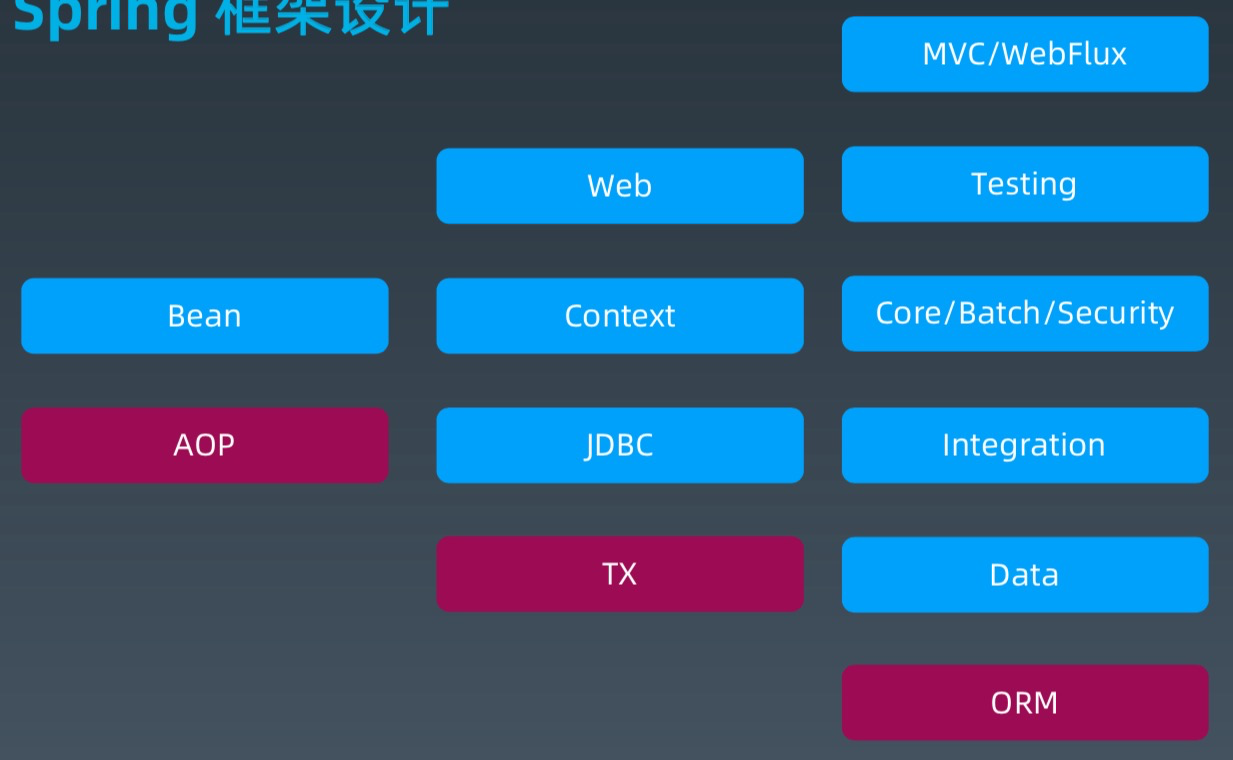 Spring 框架设计
MVC/WebFlux
Web
Testing
Bean
Context
Core/Batch/Security
AOP
JDBC
Integration
TX
Data
ORM